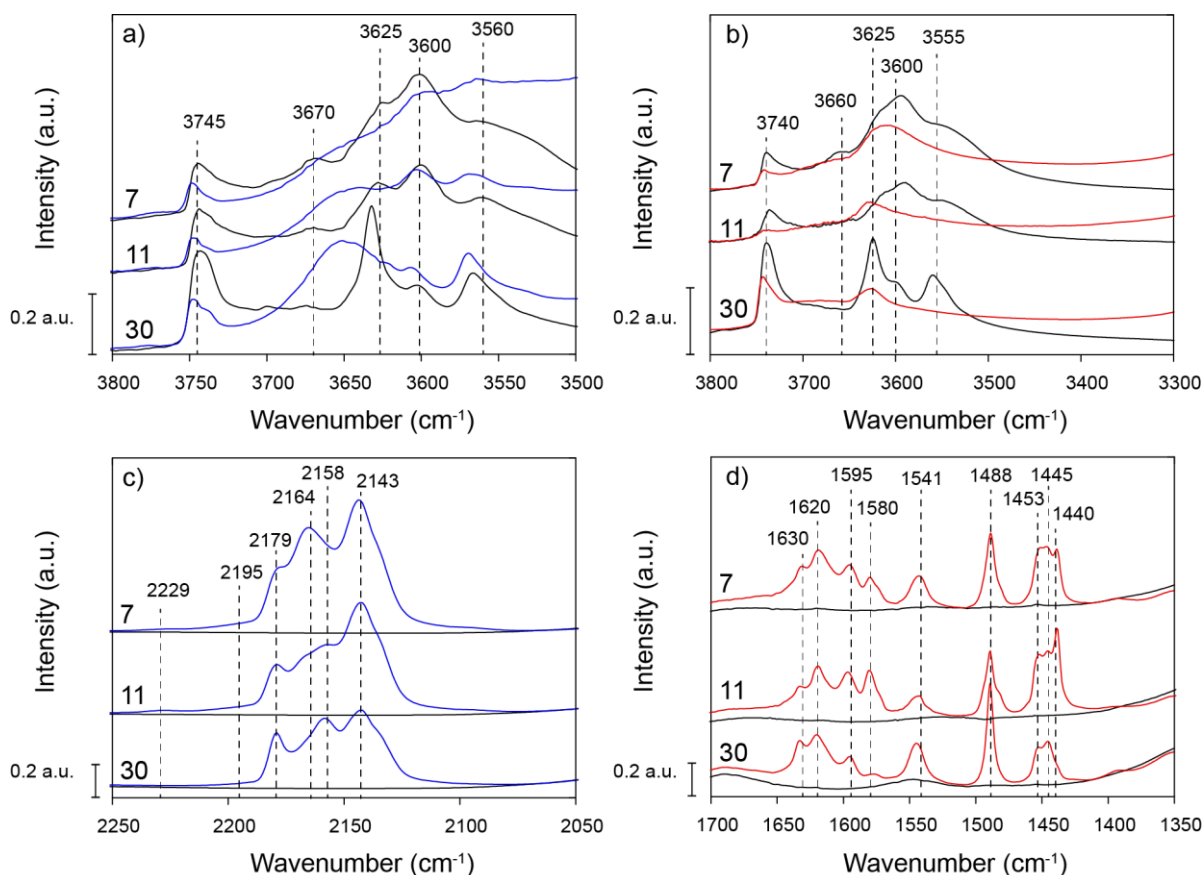 a)
3625
3600
3560
3670
3745
7
11
30
0.2 a.u.
Intensity (a.u.)
3800 3750 3700 3650 3600 3550 3500
Wavenumber (cm⁻¹)
b)
3625
3555
3600
3660
3740
7
11
30
0.2 a.u.
Intensity (a.u.)
3800 3700 3600 3500 3400 3300
Wavenumber (cm⁻¹)
c)
2158
2143
2164
2179
2195
2229
7
11
30
0.2 a.u.
Intensity (a.u.)
2250 2200 2150 2100 2050
Wavenumber (cm⁻¹)
d)
1595 1541 1488 1445
1453
1620 1580 1440
1630
7
11
30
0.2 a.u.
Intensity (a.u.)
1700 1650 1600 1550 1500 1450 1400 1350
Wavenumber (cm⁻¹)